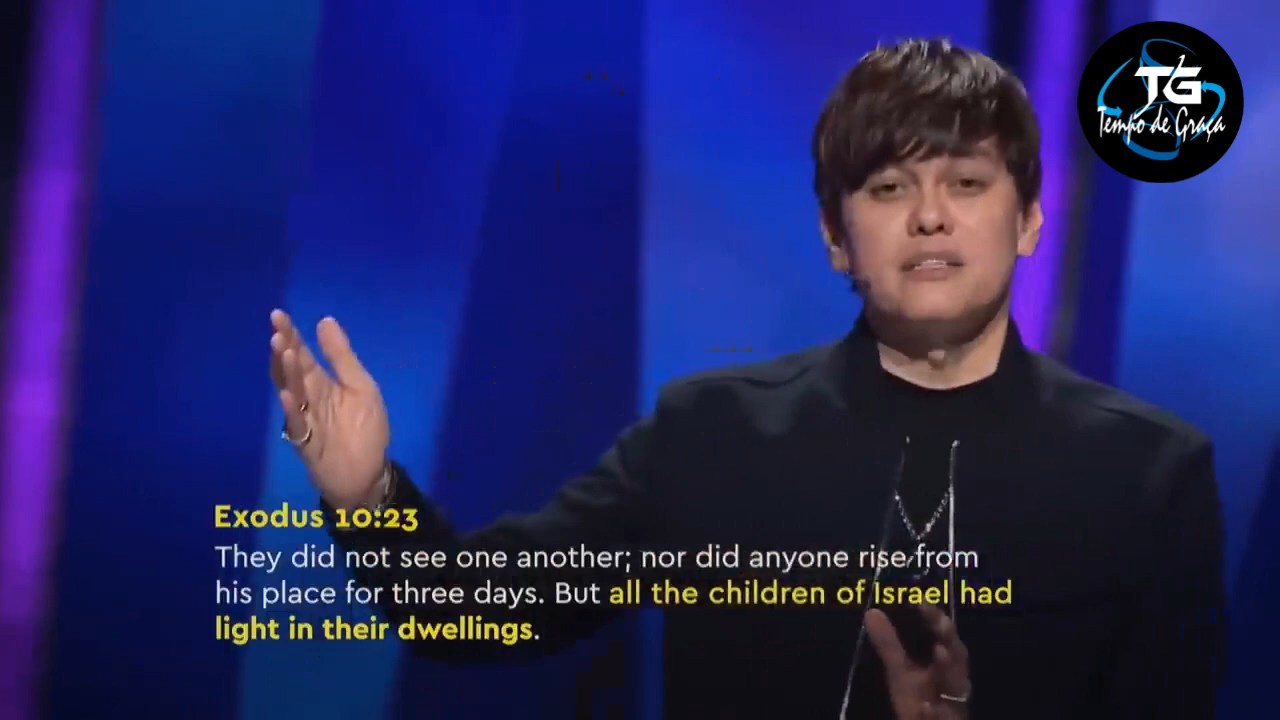 TG
Tempo de Graça
Exodus 10:23
They did not see one another; nor did anyone rise from
his place for three days. But all the children of Israel had
light in their dwellings.